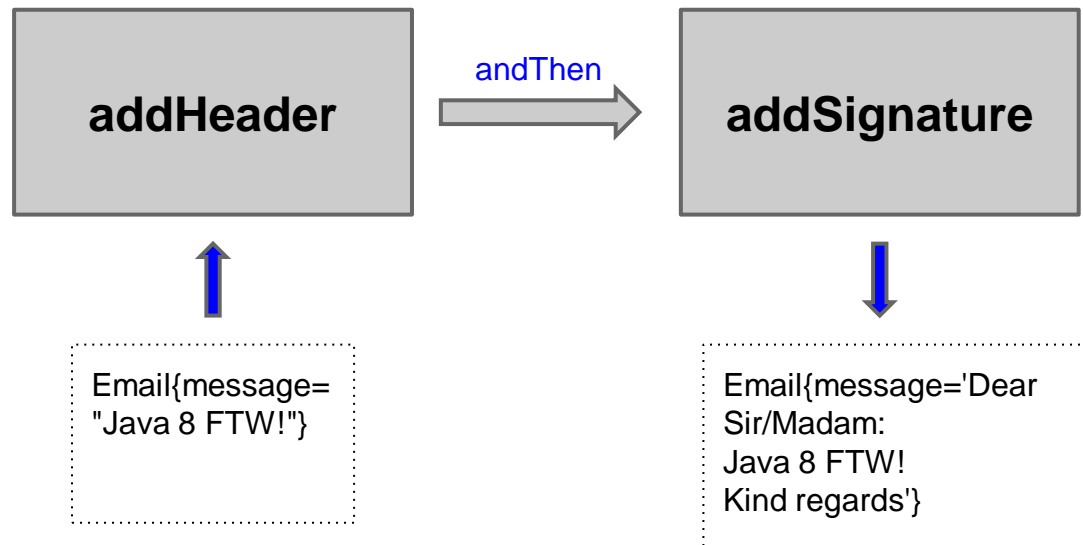 addHeader
andThen
addSignature
Email{message=
"Java 8 FTW!"}
Email{message='Dear
Sir/Madam:
Java 8 FTW!
Kind regards'}